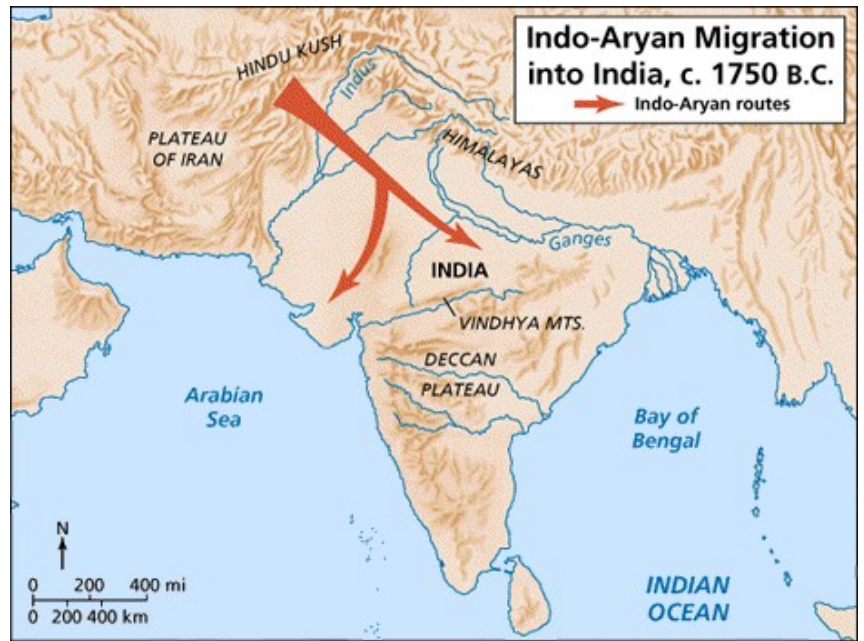 Indo-Aryan Migration
into India, c. 1750 B.C.
Indo-Aryan routes
HINDU KUSH
Indus
PLATEAU
OF IRAN
HIMALAYAS
Ganges
INDIA
VINDHYA MTS.
DECCAN
PLATEAU
Arabian
Sea
Bay of
Bengal
N
0 200 400 mi
0 200 400 km
INDIAN
OCEAN